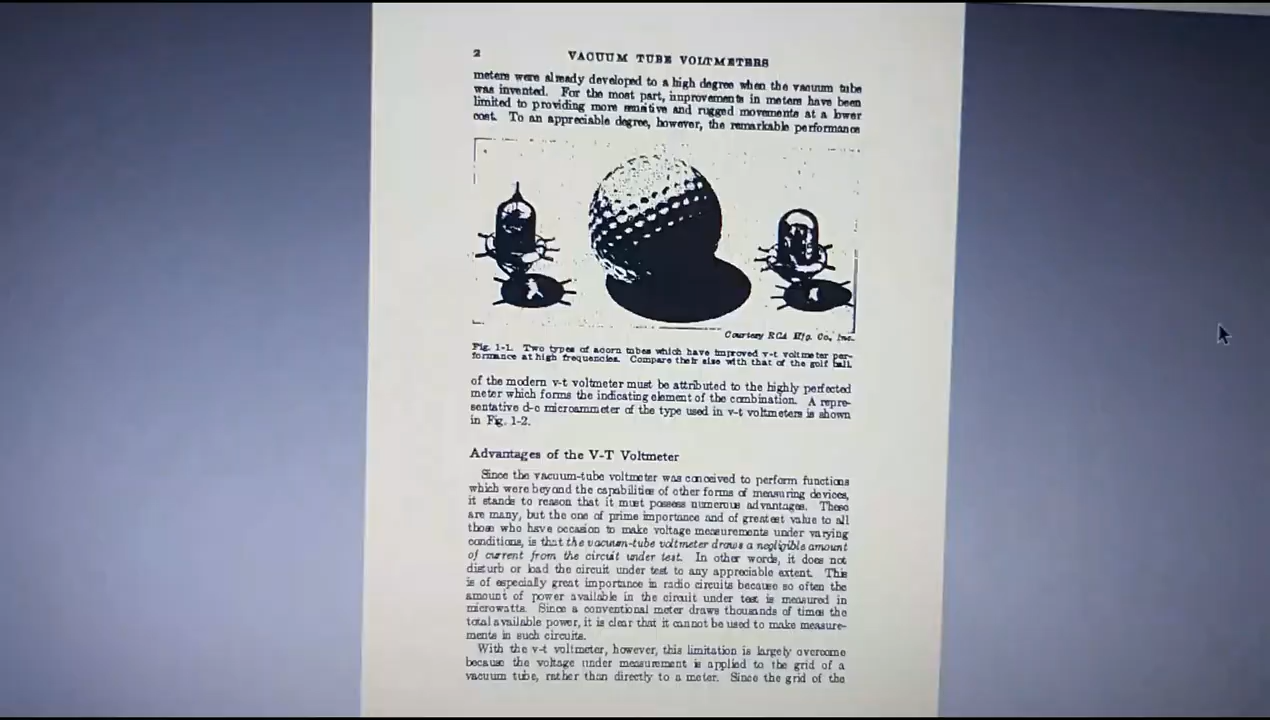 2 VACUUM TUBE VOLTMETERS
meters were already developed to a high degree when the vacuum tube
was invented. For the most part, improvements in meters have been
limited to providing more sensitive and rugged movements at a lower
cost. To an appreciable degree, however, the remarkable performance
Courtesy RCA Mfg. Co., Inc.
Fig. 1-1. Two types of acorn tubes which have improved v-t voltmeter per-
formance at high frequencies. Compare their size with that of the golf ball.
of the modern v-t voltmeter must be attributed to the highly perfected
meter which forms the indicating element of the combination. A repre-
sentative d-c microammeter of the type used in v-t voltmeters is shown
in Fig. 1-2.
Advantages of the V-T Voltmeter
Since the vacuum-tube voltmeter was conceived to perform functions
which were beyond the capabilities of other forms of measuring devices,
it stands to reason that it must possess numerous advantages. These
are many, but the one of prime importance and of greatest value to all
those who have occasion to make voltage measurements under varying
conditions, is that the vacuum-tube voltmeter draws a negligible amount
of current from the circuit under test. In other words, it does not
disturb or load the circuit under test to any appreciable extent. This
is of especially great importance in radio circuits because so often the
amount of power available in the circuit under test is measured in
microwatts. Since a conventional meter draws thousands of times the
total available power, it is clear that it cannot be used to make measure-
ments in such circuits.
With the v-t voltmeter, however, this limitation is largely overcome
because the voltage under measurement is applied to the grid of a
vacuum tube, rather than directly to a meter. Since the grid of the